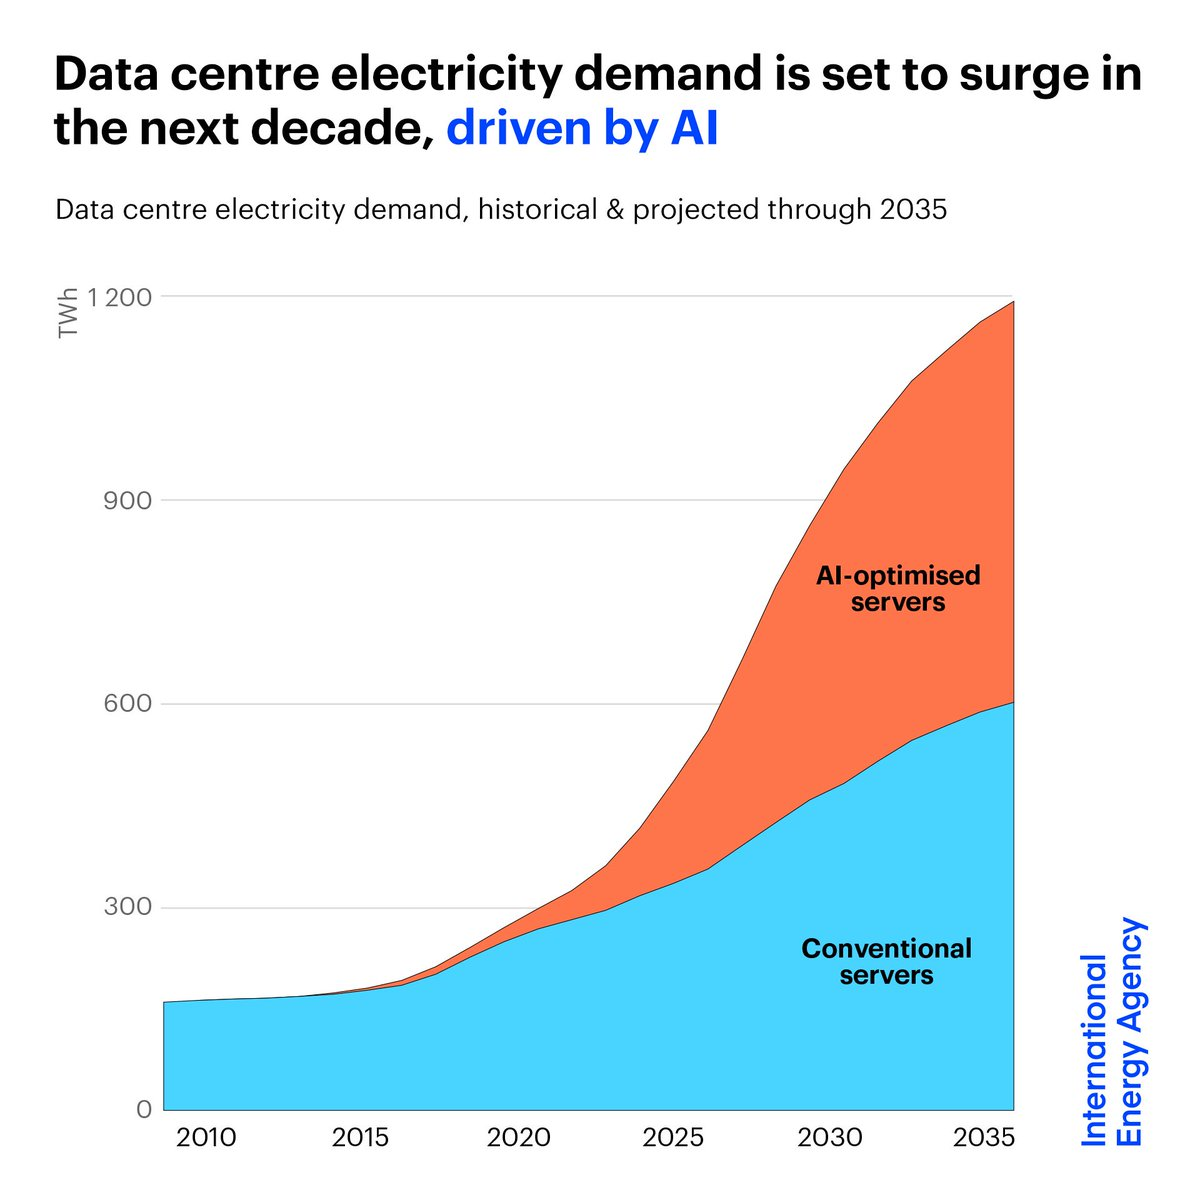 Data centre electricity demand is set to surge in
the next decade, driven by AI
Data centre electricity demand, historical & projected through 2035
TWh
1 200
900
600
300
0
AI-optimised
servers
Conventional
servers
2010
2015
2020
2025
2030
2035
International
Energy Agency